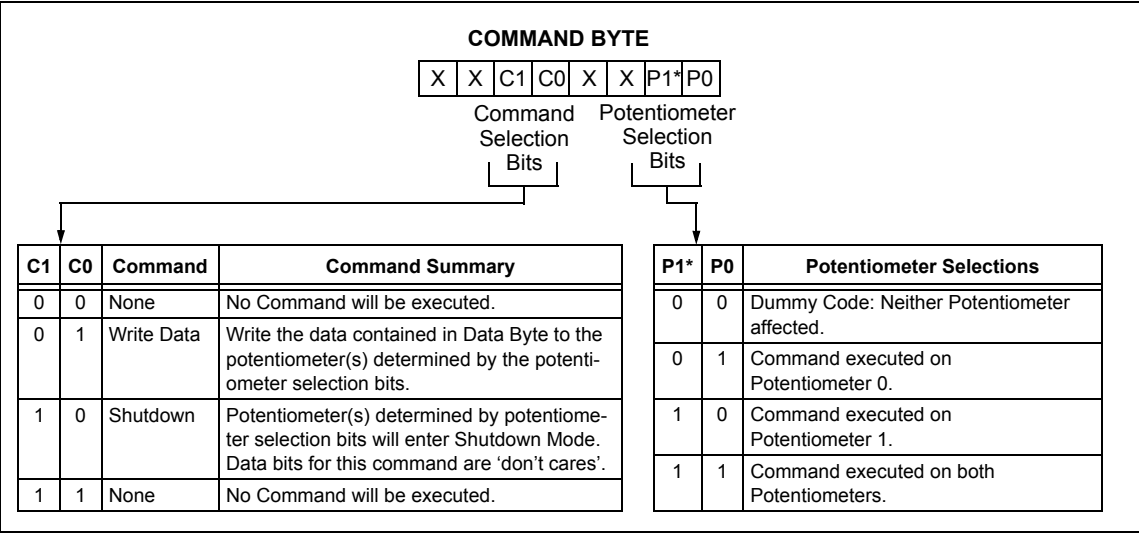 COMMAND BYTE
X X C1 C0 X X P1* P0
Command
Selection
Bits
Potentiometer
Selection
Bits
C1 C0 Command Command Summary
0 0 None No Command will be executed.
0 1 Write Data Write the data contained in Data Byte to the
potentiometer(s) determined by the potenti-
ometer selection bits.
1 0 Shutdown Potentiometer(s) determined by potentiome-
ter selection bits will enter Shutdown Mode.
Data bits for this command are ‘don’t cares’.
1 1 None No Command will be executed.
P1* P0 Potentiometer Selections
0 0 Dummy Code: Neither Potentiometer
affected.
0 1 Command executed on
Potentiometer 0.
1 0 Command executed on
Potentiometer 1.
1 1 Command executed on both
Potentiometers.